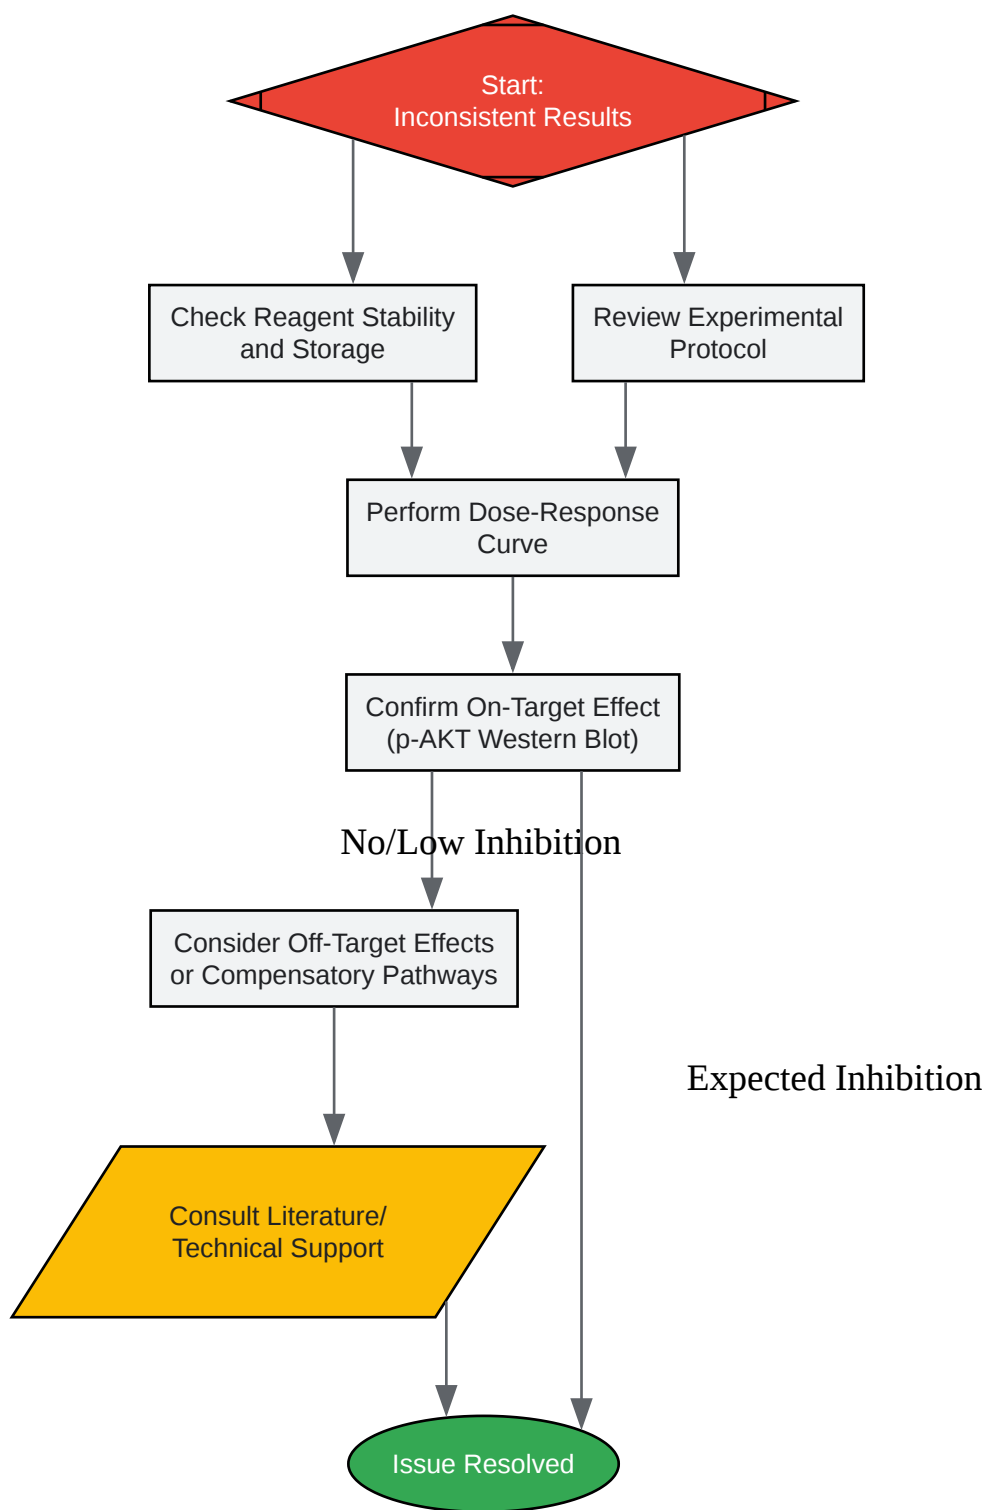 Start:
Inconsistent Results
Check Reagent Stability
and Storage
Review Experimental
Protocol
Perform Dose-Response
Curve
Confirm On-Target Effect
(p-AKT Western Blot)
No/Low Inhibition
Consider Off-Target Effects
or Compensatory Pathways
Expected Inhibition
Consult Literature/
Technical Support
Issue Resolved